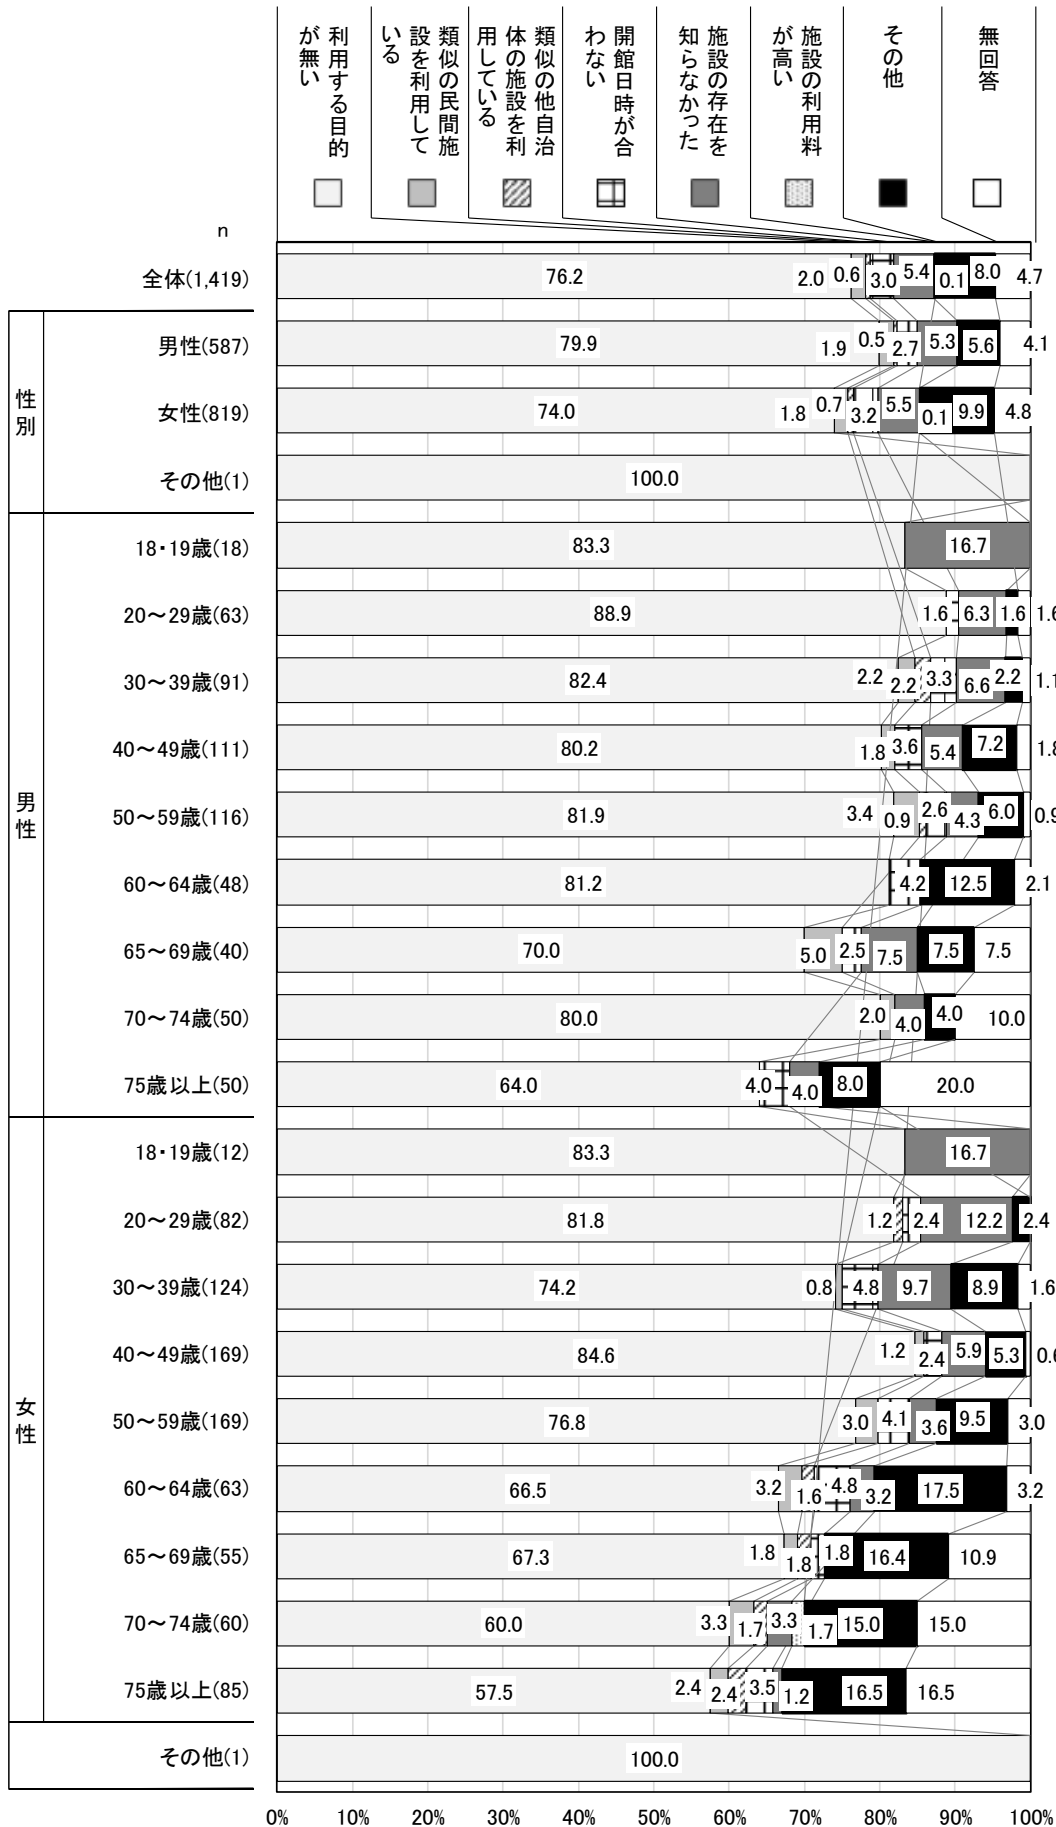 利用する目的
が無い
類似の民間施
設を利用して
いる
類似の他自治
体の施設を利
用している
開館日時が合
わない
施設の存在を
知らなかった
施設の利用料
が高い
その他
無回答
n
全体(1,419) 76.2 2.0 0.6 3.0 5.4 0.1 8.0 4.7
性別
男性(587) 79.9 1.9 0.5 2.7 5.3 5.6 4.1
女性(819) 74.0 1.8 0.7 3.2 5.5 0.1 9.9 4.8
その他(1) 100.0
男性
18・19歳(18) 83.3 16.7
20～29歳(63) 88.9 1.6 6.3 1.6 1.6
30～39歳(91) 82.4 2.2 2.2 3.3 6.6 2.2 1.1
40～49歳(111) 80.2 1.8 3.6 5.4 7.2 1.8
50～59歳(116) 81.9 3.4 0.9 2.6 4.3 6.0 0.9
60～64歳(48) 81.2 4.2 12.5 2.1
65～69歳(40) 70.0 5.0 2.5 7.5 7.5 7.5
70～74歳(50) 80.0 2.0 4.0 4.0 10.0
75歳以上(50) 64.0 4.0 4.0 8.0 20.0
女性
18・19歳(12) 83.3 16.7
20～29歳(82) 81.8 1.2 2.4 12.2 2.4
30～39歳(124) 74.2 0.8 4.8 9.7 8.9 1.6
40～49歳(169) 84.6 1.2 2.4 5.9 5.3 0.6
50～59歳(169) 76.8 3.0 4.1 3.6 9.5 3.0
60～64歳(63) 66.5 3.2 1.6 4.8 3.2 17.5 3.2
65～69歳(55) 67.3 1.8 1.8 1.8 16.4 10.9
70～74歳(60) 60.0 3.3 1.7 3.3 1.7 15.0 15.0
75歳以上(85) 57.5 2.4 2.4 3.5 1.2 16.5 16.5
その他(1) 100.0
0% 10% 20% 30% 40% 50% 60% 70% 80% 90% 100%